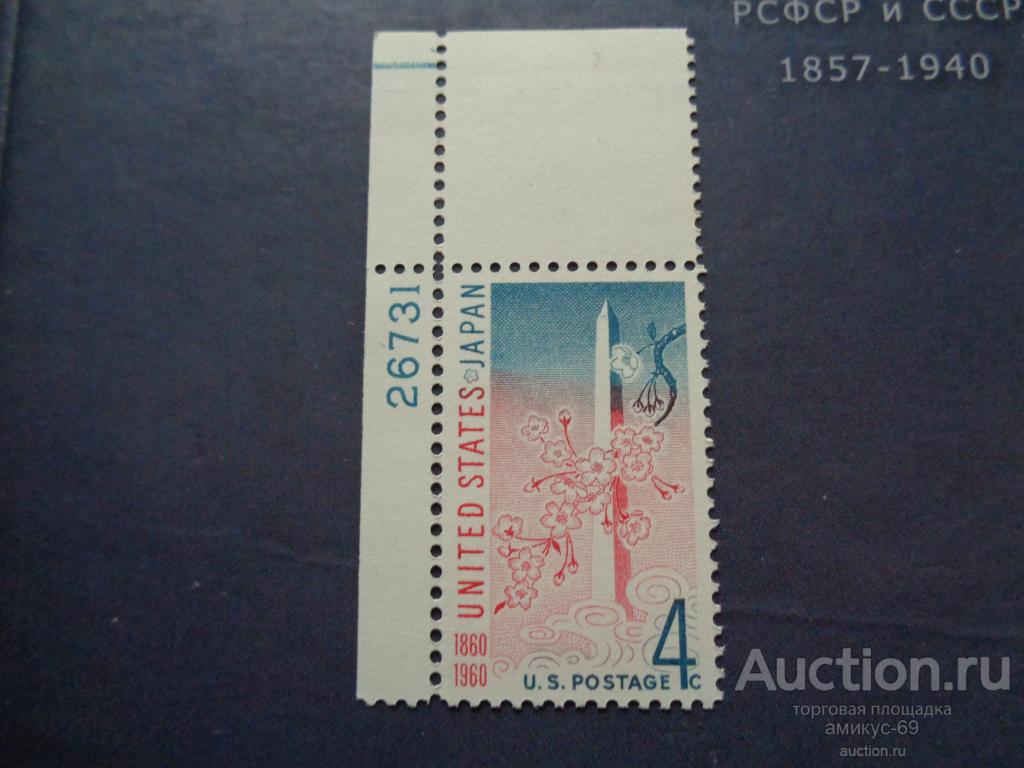 РСФСР и СССР
1857-1940
26731
UNITED STATES JAPAN
1860
1960
U.S. POSTAGE 4c
Auction.ru
торговая площадка
амикус-69
auction.ru